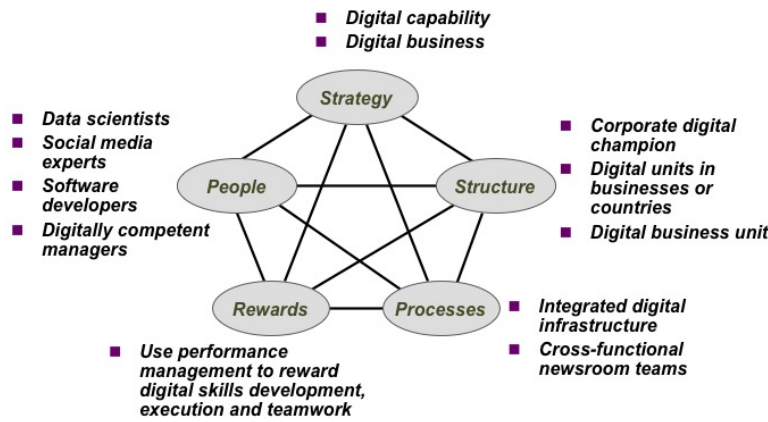 Digital capability
Digital business
Strategy
Data scientists
Social media
experts
Software
developers
Digitally competent
managers
People
Structure
Corporate digital
champion
Digital units in
businesses or
countries
Digital business unit
Rewards
Processes
Use performance
management to reward
digital skills development,
execution and teamwork
Integrated digital
infrastructure
Cross-functional
newsroom teams